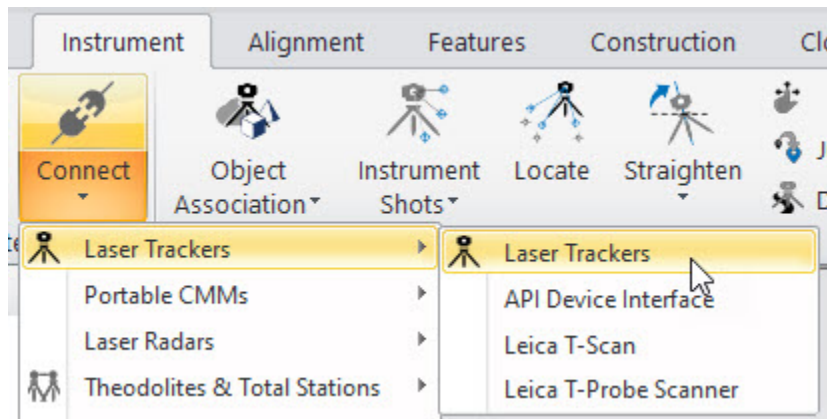 Instrument
Alignment
Features
Construction
Connect
Object
Association
Instrument
Shots
Locate
Straighten
Laser Trackers
Portable CMMs
Laser Radars
Theodolites & Total Stations
Laser Trackers
API Device Interface
Leica T-Scan
Leica T-Probe Scanner